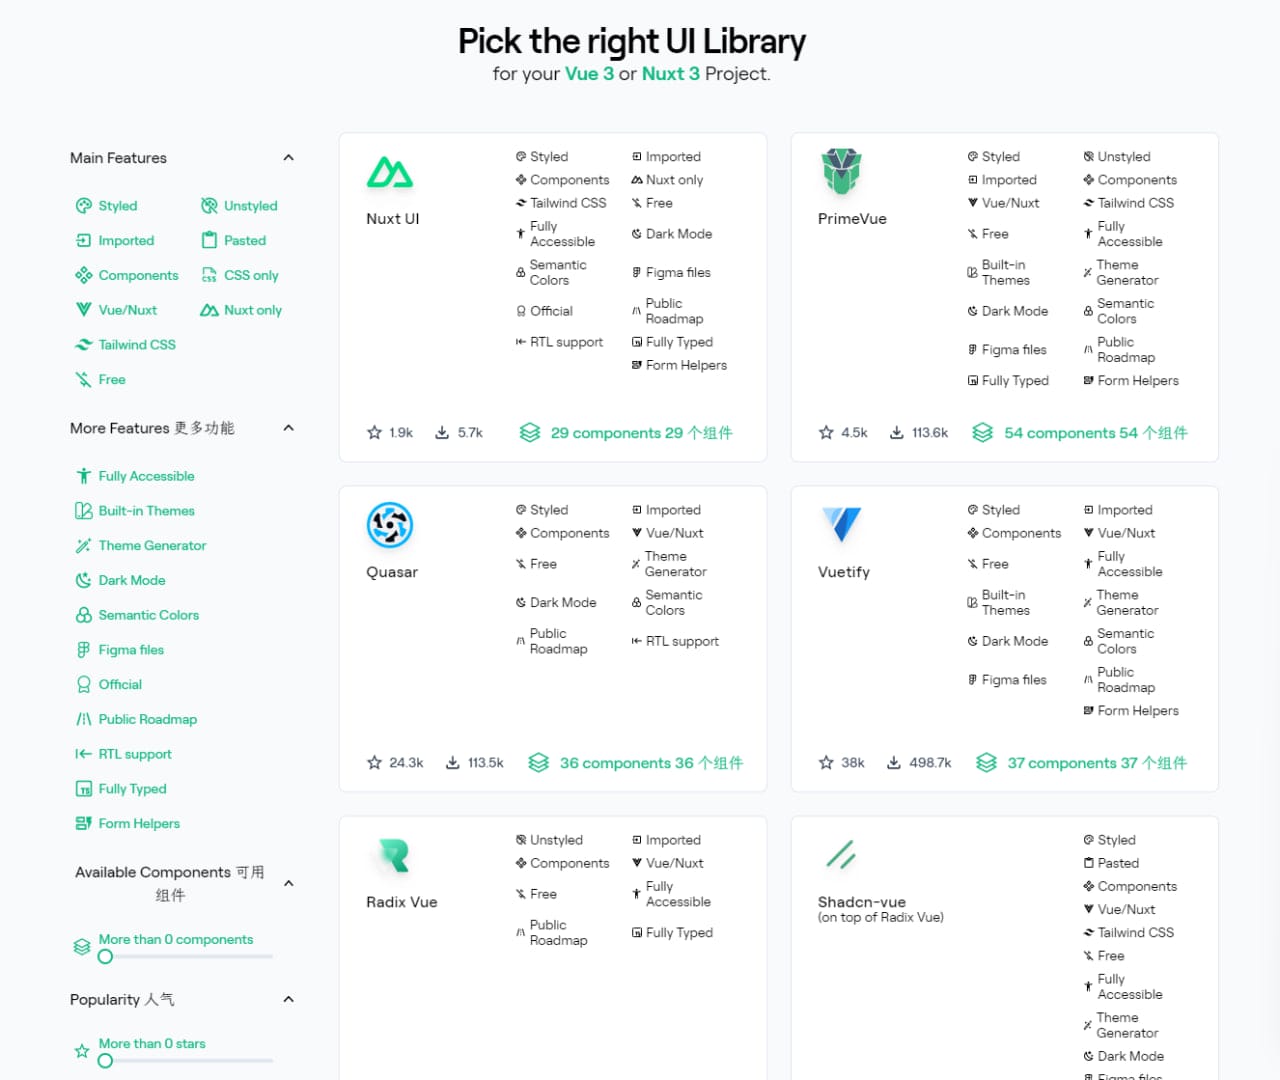 Pick the right UI Library
for your Vue 3 or Nuxt 3 Project.
Main Features
Styled
Unstyled
Imported
Pasted
Components
CSS only
Vue/Nuxt
Nuxt only
Tailwind CSS
Free
More Features 更多功能
Fully Accessible
Built-in Themes
Theme Generator
Dark Mode
Semantic Colors
Figma files
Official
Public Roadmap
RTL support
Fully Typed
Form Helpers
Available Components 可用
组件
More than 0 components
Popularity 人气
More than 0 stars
Nuxt UI
Styled
Imported
Components
Nuxt only
Tailwind CSS
Free
Fully
Accessible
Dark Mode
Semantic
Colors
Figma files
Official
Public
Roadmap
RTL support
Fully Typed
Form Helpers
1.9k
5.7k
29 components 29 个组件
PrimeVue
Styled
Unstyled
Imported
Components
Vue/Nuxt
Tailwind CSS
Free
Fully
Accessible
Built-in
Themes
Theme
Generator
Dark Mode
Semantic
Colors
Figma files
Public
Roadmap
Fully Typed
Form Helpers
4.5k
113.6k
54 components 54 个组件
Quasar
Styled
Imported
Components
Vue/Nuxt
Free
Theme
Generator
Dark Mode
Semantic
Colors
Public
Roadmap
RTL support
24.3k
113.5k
36 components 36 个组件
Vuetify
Styled
Imported
Components
Vue/Nuxt
Free
Fully
Accessible
Built-in
Themes
Theme
Generator
Dark Mode
Semantic
Colors
Figma files
Public
Roadmap
Form Helpers
38k
498.7k
37 components 37 个组件
Radix Vue
Unstyled
Imported
Components
Vue/Nuxt
Free
Fully
Accessible
Public
Roadmap
Fully Typed
Shadcn-vue
(on top of Radix Vue)
Styled
Pasted
Components
Vue/Nuxt
Tailwind CSS
Free
Fully
Accessible
Theme
Generator
Dark Mode
Figma files